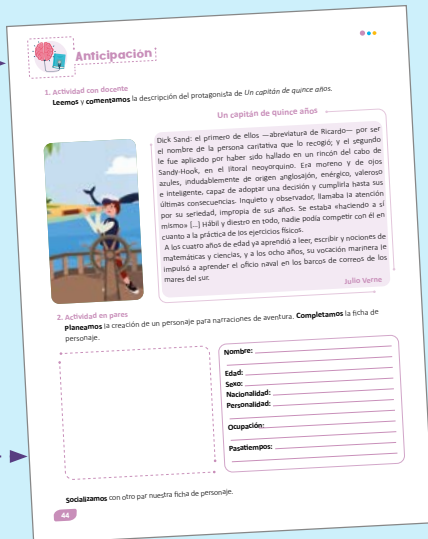 Anticipación
1. Actividad con docente
Leemos y comentamos la descripción del protagonista de Un capitán de quince años.
Un capitán de quince años
Dick Sand: el primero de ellos —abreviatura de Ricardo— por ser
el nombre de la persona caritativa que lo recogió; y el segundo
le fue aplicado por haber sido hallado en un rincón del cabo de
Sandy-Hook, en el litoral neoyorquino. Era moreno y de ojos
azules, indudablemente de origen anglosajón, enérgico, valeroso
e inteligente, capaz de adoptar una decisión y cumplirla hasta sus
últimas consecuencias. Inquieto y observador, llamaba la atención
por su seriedad, impropia de sus años. Se estaba «haciendo a sí
mismo» [...] Hábil y diestro en todo, nadie podía competir con él en
cuanto a la práctica de los ejercicios físicos.
A los cuatro años de edad ya aprendió a leer, escribir y nociones de
matemáticas y ciencias, y a los ocho años, su vocación marinera le
impulsó a aprender el oficio naval en los barcos de correos de los
mares del sur.
Julio Verne
2. Actividad en pares
Planeamos la creación de un personaje para narraciones de aventura. Completamos la ficha de
personaje.
Nombre:
Edad:
Sexo:
Nacionalidad:
Personalidad:
Ocupación:
Pasatiempos:
Socializamos con otro par nuestra ficha de personaje.
44